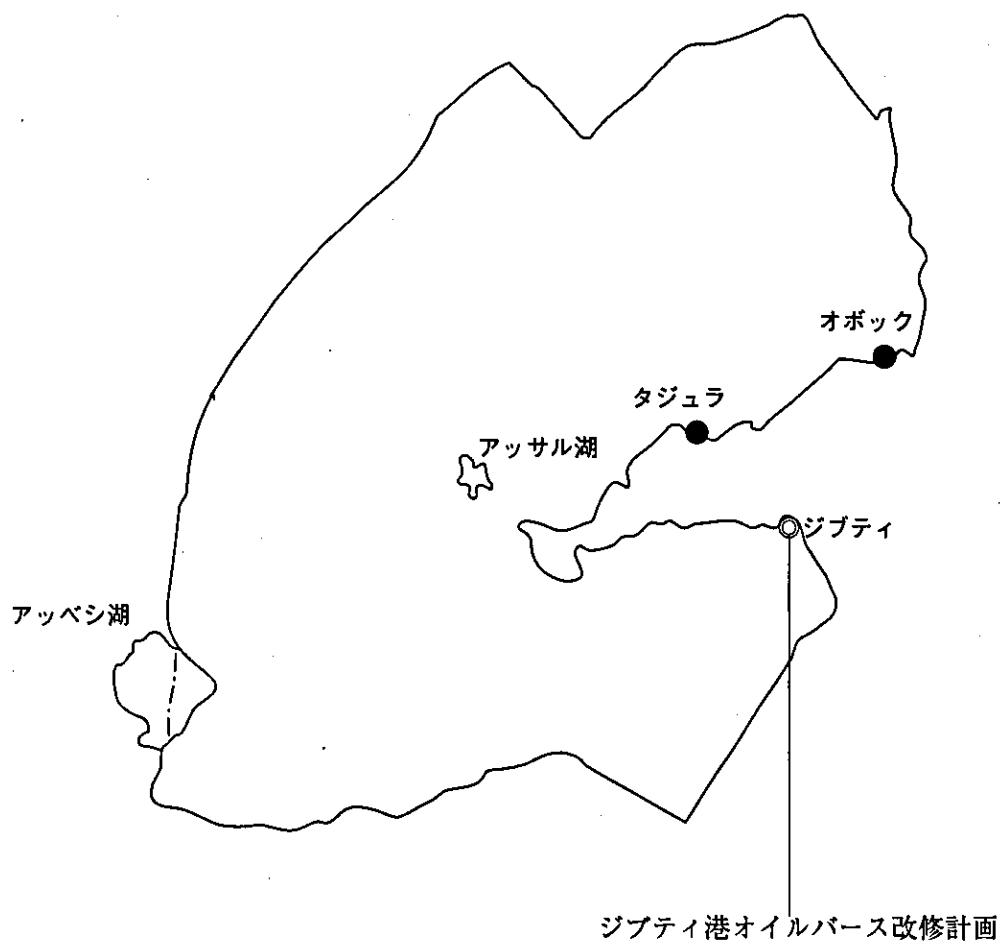 オボック
タジュラ
アッサル湖
ジブティ
アッベシ湖
ジブティ港オイルバース改修計画